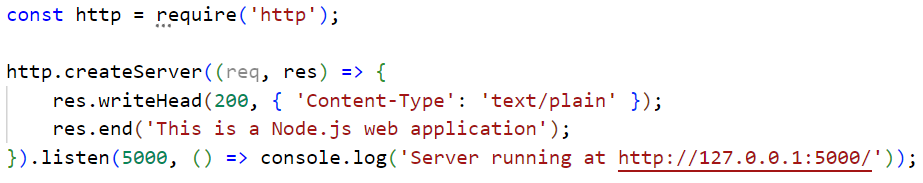 const http = require('http');
http.createServer((req, res) => {
res.writeHead(200, { 'Content-Type': 'text/plain' });
res.end('This is a Node.js web application');
}).listen(5000, () => console.log('Server running at http://127.0.0.1:5000/'));